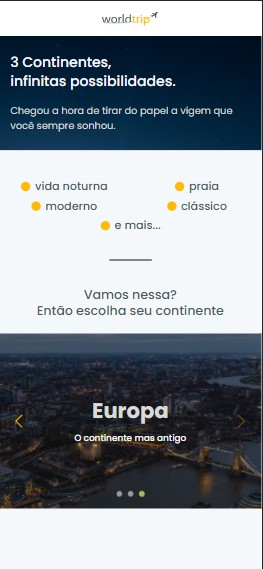 worldtrip
3 Continentes,
infinitas possibilidades.
Chegou a hora de tirar do papel a viagem que
você sempre sonhou.
vida noturna
praia
moderno
clássico
e mais...
Vamos nessa?
Então escolha seu continente
Europa
O continente mas antigo